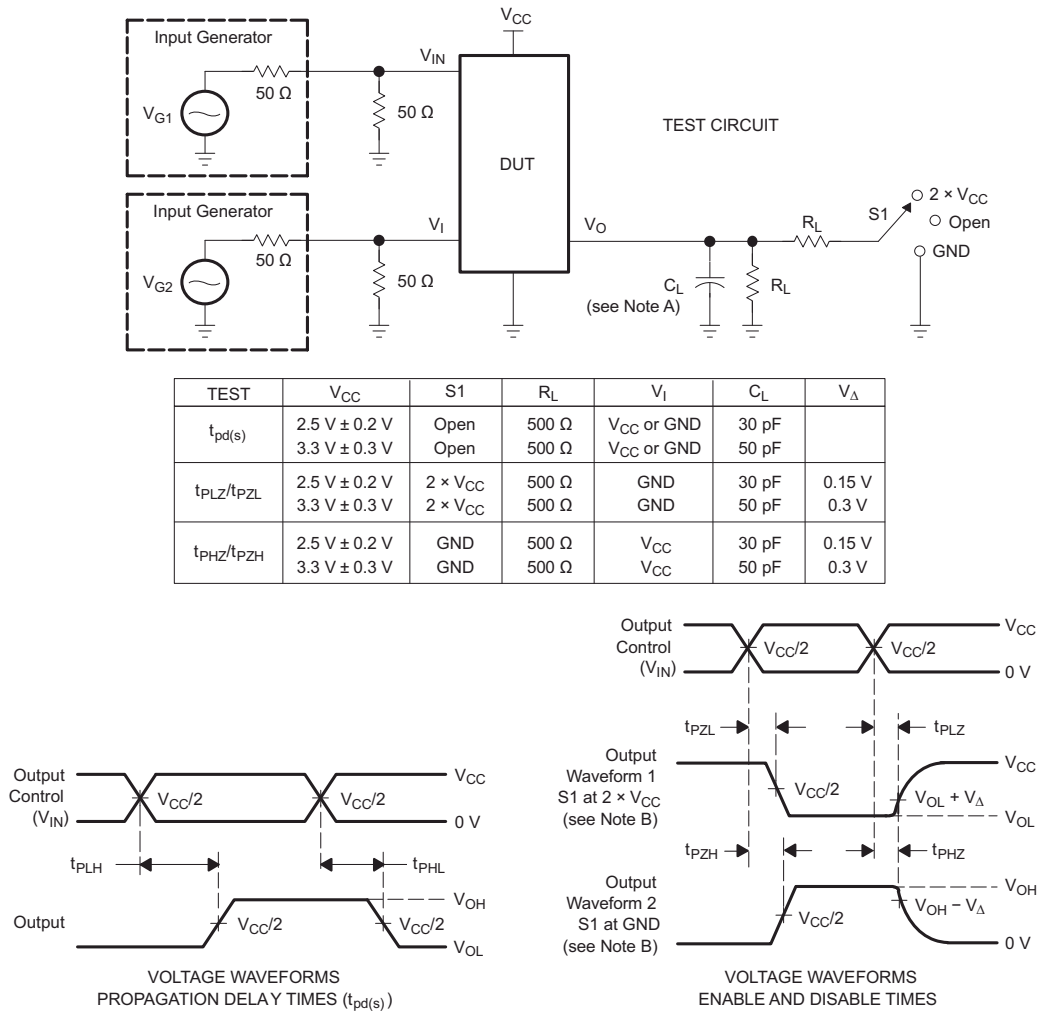 V_CC
Input Generator
V_G1
50 Ω
50 Ω
V_IN
DUT
TEST CIRCUIT
Input Generator
V_G2
50 Ω
50 Ω
V_I
V_O
C_L
(see Note A)
R_L
R_L
S1
2 × V_CC
Open
GND
TEST V_CC S1 R_L V_I C_L V_Δ
t_pd(s) 2.5 V ± 0.2 V Open 500 Ω V_CC or GND 30 pF
3.3 V ± 0.3 V Open 500 Ω V_CC or GND 50 pF
t_PLZ/t_PZL 2.5 V ± 0.2 V 2 × V_CC 500 Ω GND 30 pF 0.15 V
3.3 V ± 0.3 V 2 × V_CC 500 Ω GND 50 pF 0.3 V
t_PHZ/t_PZH 2.5 V ± 0.2 V GND 500 Ω V_CC 30 pF 0.15 V
3.3 V ± 0.3 V GND 500 Ω V_CC 50 pF 0.3 V
Output
Control
(V_IN)
V_CC/2
V_CC/2
V_CC
0 V
t_PLH
t_PHL
Output
V_CC/2
V_CC/2
V_OH
V_OL
VOLTAGE WAVEFORMS
PROPAGATION DELAY TIMES (t_pd(s))
Output
Control
(V_IN)
V_CC/2
V_CC/2
V_CC
0 V
t_PZL
t_PLZ
Output
Waveform 1
S1 at 2 × V_CC
(see Note B)
V_CC/2
V_CC
V_OL + V_Δ
V_OL
t_PZH
t_PHZ
Output
Waveform 2
S1 at GND
(see Note B)
V_CC/2
V_OH
V_OH − V_Δ
0 V
VOLTAGE WAVEFORMS
ENABLE AND DISABLE TIMES